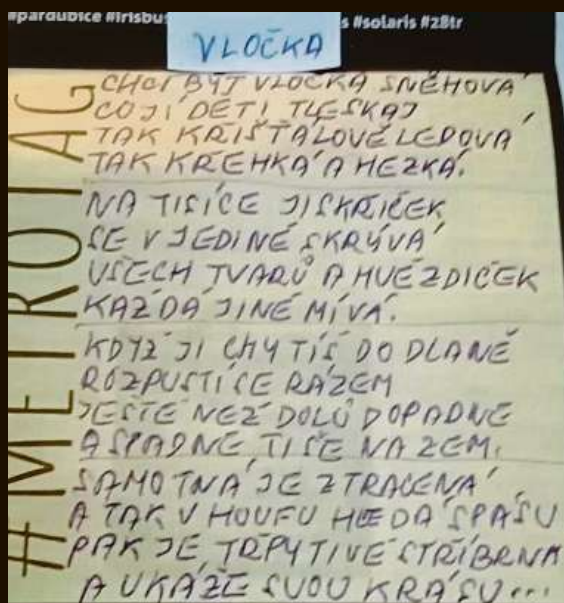 #pardubice #irisbus s #solaris #28tr
VLOČKA
#METROTAG
CHCI BÝT VLOČKA SNĚHOVÁ
CO JÍ DĚTI TLESKAJ
TAK KŘIŠŤÁLOVĚ LEDOVÁ
TAK KŘEHKÁ A HEZKÁ.
NA TISÍCE JISKŘIČEK
SE V JEDINÉ SKRÝVÁ
VŠECH TVARŮ A HVĚZDIČEK
KAŽDÁ JINÉ MÍVÁ.
KDYŽ JI CHYTÍŠ DO DLANĚ
ROZPUSTÍ SE RÁZEM
JEŠTĚ NEŽ DOLŮ DOPADNE
A SPADNE TIŠE NA ZEM.
SAMOTNÁ JE ZTRACENÁ
A TAK V HOUFU HLEDÁ SPÁSU
PAK JE TŘPYTIVĚ STŘÍBRNÁ
A UKÁŽE SVOU KRÁSU...